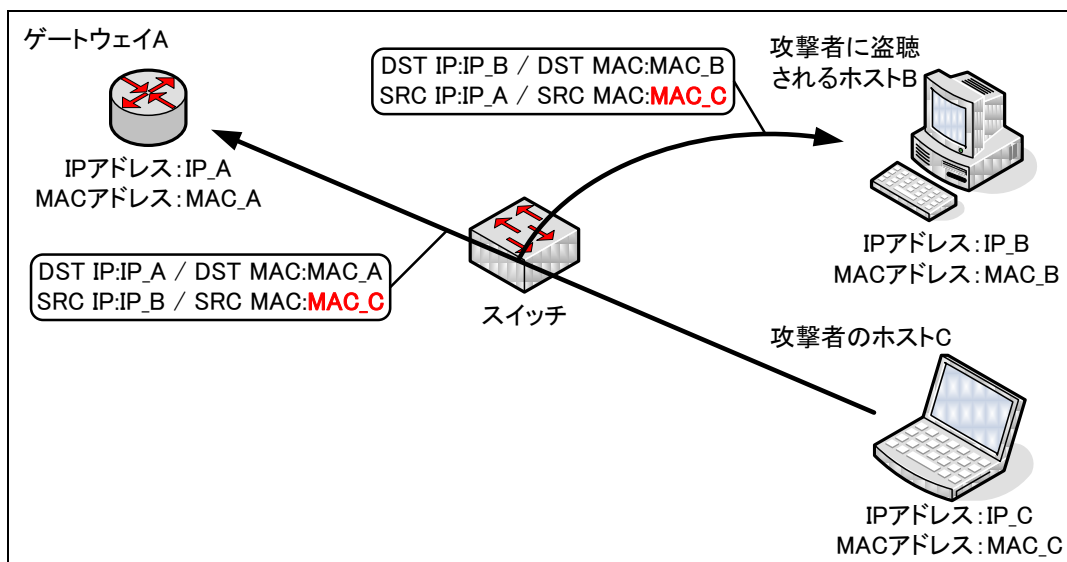 ゲートウェイA
IPアドレス:IP_A
MACアドレス:MAC_A
DST IP:IP_B / DST MAC:MAC_B
SRC IP:IP_A / SRC MAC:MAC_C
攻撃者に盗聴
されるホストB
IPアドレス:IP_B
MACアドレス:MAC_B
DST IP:IP_A / DST MAC:MAC_A
SRC IP:IP_B / SRC MAC:MAC_C
スイッチ
攻撃者のホストC
IPアドレス:IP_C
MACアドレス:MAC_C